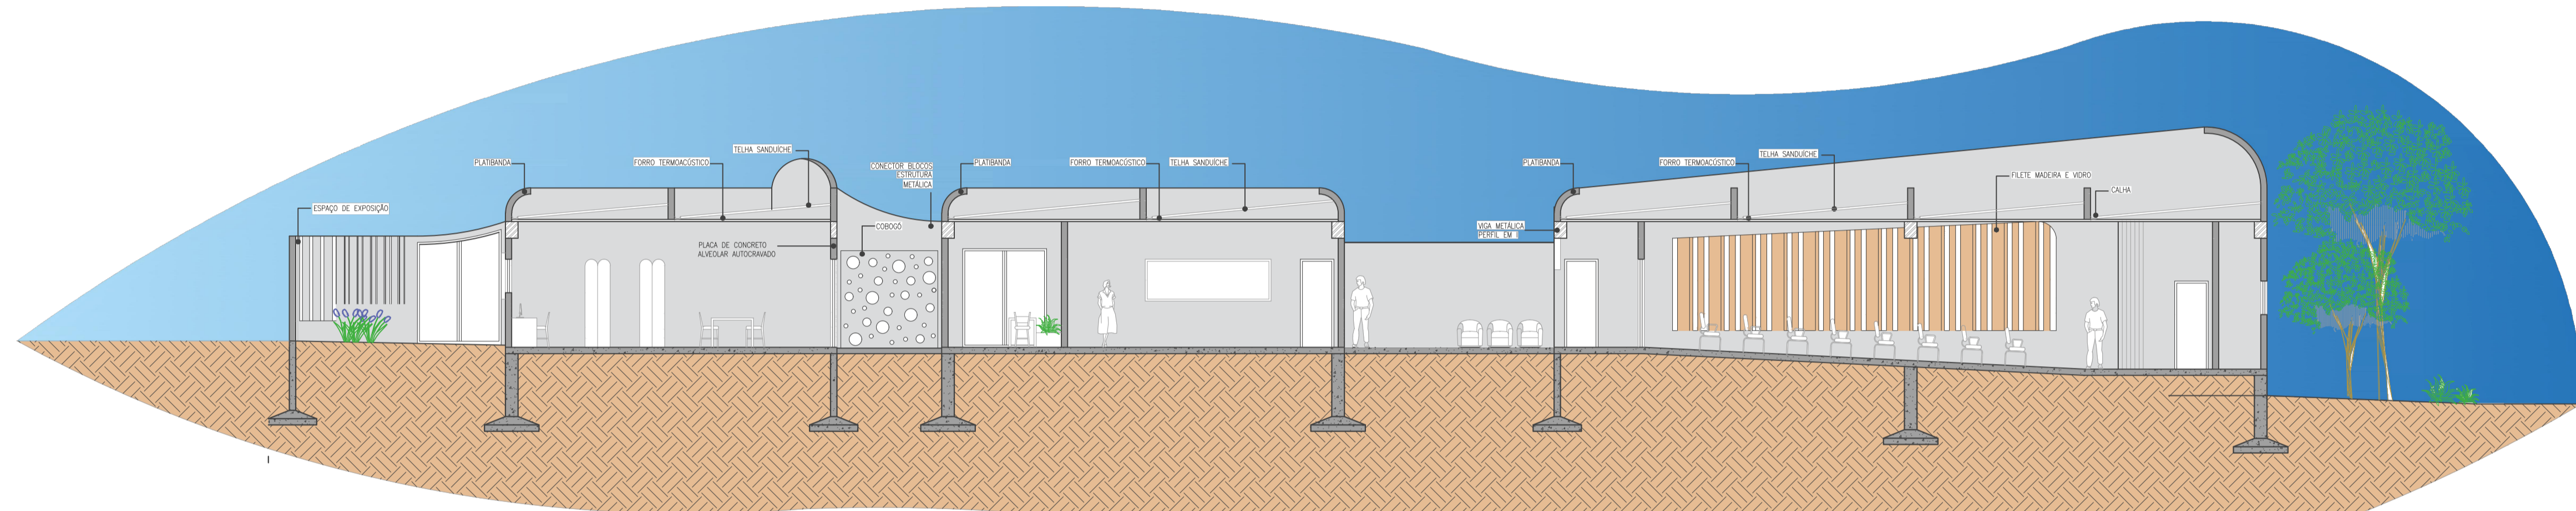 ESPAÇO DE EXPOSIÇÃO
PLATIBANDA
FORRO TERMOACÚSTICO
TELHA SANDUÍCHE
PLACA DE CONCRETO
ALVEOLAR AUTOCRAVADO
CONECTOR BLOCOS
ESTRUTURA
METÁLICA
COBOGÓ
PLATIBANDA
FORRO TERMOACÚSTICO
TELHA SANDUÍCHE
VIGA METÁLICA
PERFIL EM I
PLATIBANDA
FORRO TERMOACÚSTICO
TELHA SANDUÍCHE
FILETE MADEIRA E VIDRO
CALHA